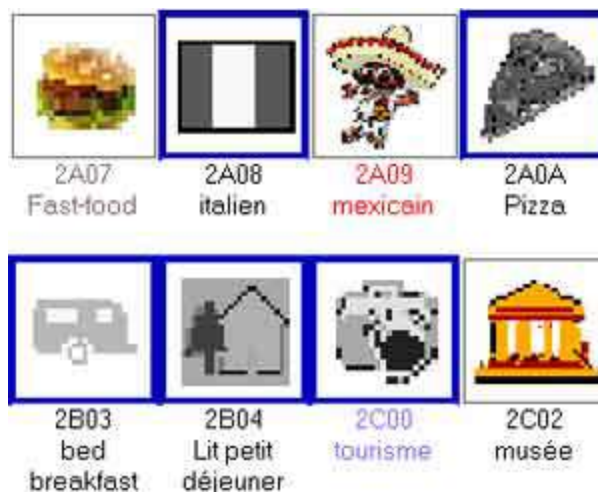 2A07 2A08 2A09 2A0A
Fast-food italien mexicain Pizza
2B03 2B04 2C00 2C02
bed Lit petit tourisme musée
breakfast déjeuner